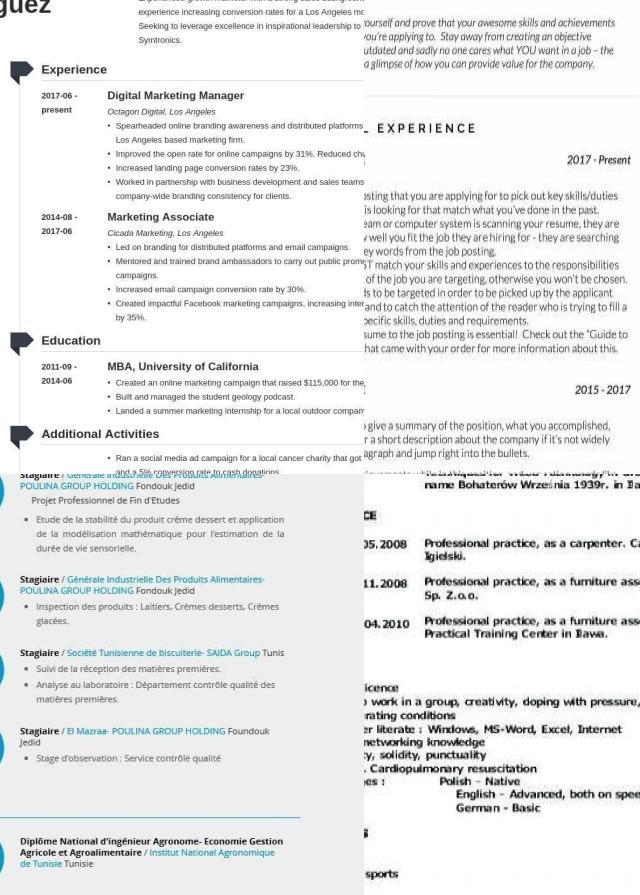 guez
experience increasing conversion rates for a Los Angeles mo
Seeking to leverage excellence in inspirational leadership to
Symtronics.
Experience
2017-06 -
present
Digital Marketing Manager
Octagon Digital, Los Angeles
• Spearheaded online branding awareness and distributed platforms
Los Angeles based marketing firm.
• Improved the open rate for online campaigns by 31%. Reduced chu
• Increased landing page conversion rates by 23%.
• Worked in partnership with business development and sales teams
company-wide branding consistency for clients.
2014-08 -
2017-06
Marketing Associate
Cicada Marketing, Los Angeles
• Led on branding for distributed platforms and email campaigns.
• Mentored and trained brand ambassadors to carry out public prom
campaigns.
• Increased email campaign conversion rate by 30%.
• Created impactful Facebook marketing campaigns, increasing inter
by 35%.
Education
2011-09 -
2014-06
MBA, University of California
• Created an online marketing campaign that raised $115,000 for the
• Built and managed the student geology podcast.
• Landed a summer marketing internship for a local outdoor compan
Additional Activities
• Ran a social media ad campaign for a local cancer charity that got
and a 5% conversion rate to cash donations
yourself and prove that your awesome skills and achievements
you're applying to. Stay away from creating an objective
outdated and sadly no one cares what YOU want in a job – the
a glimpse of how you can provide value for the company.
L EXPERIENCE
2017 - Present
osting that you are applying for to pick out key skills/duties
is looking for that match what you've done in the past.
eam or computer system is scanning your resume, they are
w well you fit the job they are hiring for - they are searching
key words from the job posting.
ST match your skills and experiences to the responsibilities
of the job you are targeting, otherwise you won't be chosen.
ds to be targeted in order to be picked up by the applicant
and to catch the attention of the reader who is trying to fill a
pecific skills, duties and requirements.
sume to the job posting is essential! Check out the "Guide to
that came with your order for more information about this.
2015 - 2017
o give a summary of the position, what you accomplished,
r a short description about the company if it's not widely
agraph and jump right into the bullets.
Stagiaire / Générale Industrielle Des Produits Alimentaires-
POULINA GROUP HOLDING Fondouk Jedid
Projet Professionnel de Fin d'Etudes
▪ Etude de la stabilité du produit crème dessert et application
de la modélisation mathématique pour l'estimation de la
durée de vie sensorielle.
Stagiaire / Générale Industrielle Des Produits Alimentaires-
POULINA GROUP HOLDING Fondouk Jedid
▪ Inspection des produits : Laitiers, Crèmes desserts, Crèmes
glacées.
Stagiaire / Société Tunisienne de biscuiterie- SAIDA Group Tunis
▪ Suivi de la réception des matières premières.
▪ Analyse au laboratoire : Département contrôle qualité des
matières premières.
Stagiaire / El Mazraa- POULINA GROUP HOLDING Foundouk
Jedid
▪ Stage d'observation : Service contrôle qualité
Diplôme National d'ingénieur Agronome- Economie Gestion
Agricole et Agroalimentaire / Institut National Agronomique
de Tunisie Tunisie
name Bohaterów Września 1939r. in Iła
CE
05.2008 Professional practice, as a carpenter. Ca
Igielski.
11.2008 Professional practice, as a furniture asse
Sp. Z.o.o.
04.2010 Professional practice, as a furniture asse
Practical Training Center in Iława.
licence
o work in a group, creativity, doping with pressure,
rating conditions
er literate : Windows, MS-Word, Excel, Internet
networking knowledge
ty, solidity, punctuality
. Cardiopulmonary resuscitation
es : Polish – Native
English – Advanced, both on spee
German – Basic
S
sports